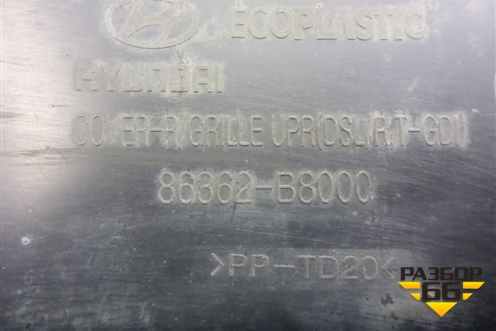 ECOPLASTIC
HYUNDAI
COVER-R/GRILLE UPR(DSL(R/T-GDI)
86362-B8000
>PP-TD20<
РАЗБОР
66